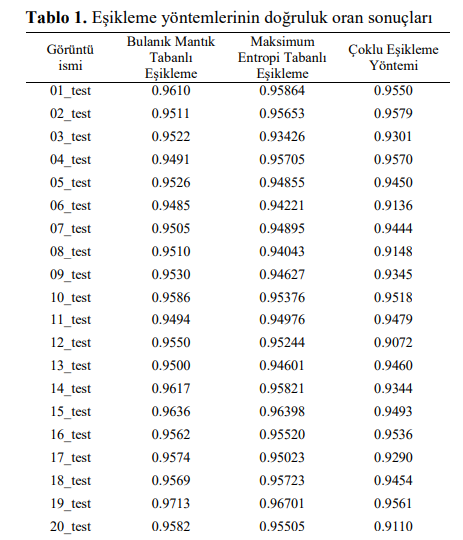 Tablo 1. Eşikleme yöntemlerinin doğruluk oran sonuçları
Görüntü ismi Bulanık Mantık Tabanlı Eşikleme Maksimum Entropi Tabanlı Eşikleme Çoklu Eşikleme Yöntemi
01_test 0.9610 0.95864 0.9550
02_test 0.9511 0.95653 0.9579
03_test 0.9522 0.93426 0.9301
04_test 0.9491 0.95705 0.9570
05_test 0.9526 0.94855 0.9450
06_test 0.9485 0.94221 0.9136
07_test 0.9505 0.94895 0.9444
08_test 0.9510 0.94043 0.9148
09_test 0.9530 0.94627 0.9345
10_test 0.9586 0.95376 0.9518
11_test 0.9494 0.94976 0.9479
12_test 0.9550 0.95244 0.9072
13_test 0.9500 0.94601 0.9460
14_test 0.9617 0.95821 0.9344
15_test 0.9636 0.96398 0.9493
16_test 0.9562 0.95520 0.9536
17_test 0.9574 0.95023 0.9290
18_test 0.9569 0.95723 0.9454
19_test 0.9713 0.96701 0.9561
20_test 0.9582 0.95505 0.9110